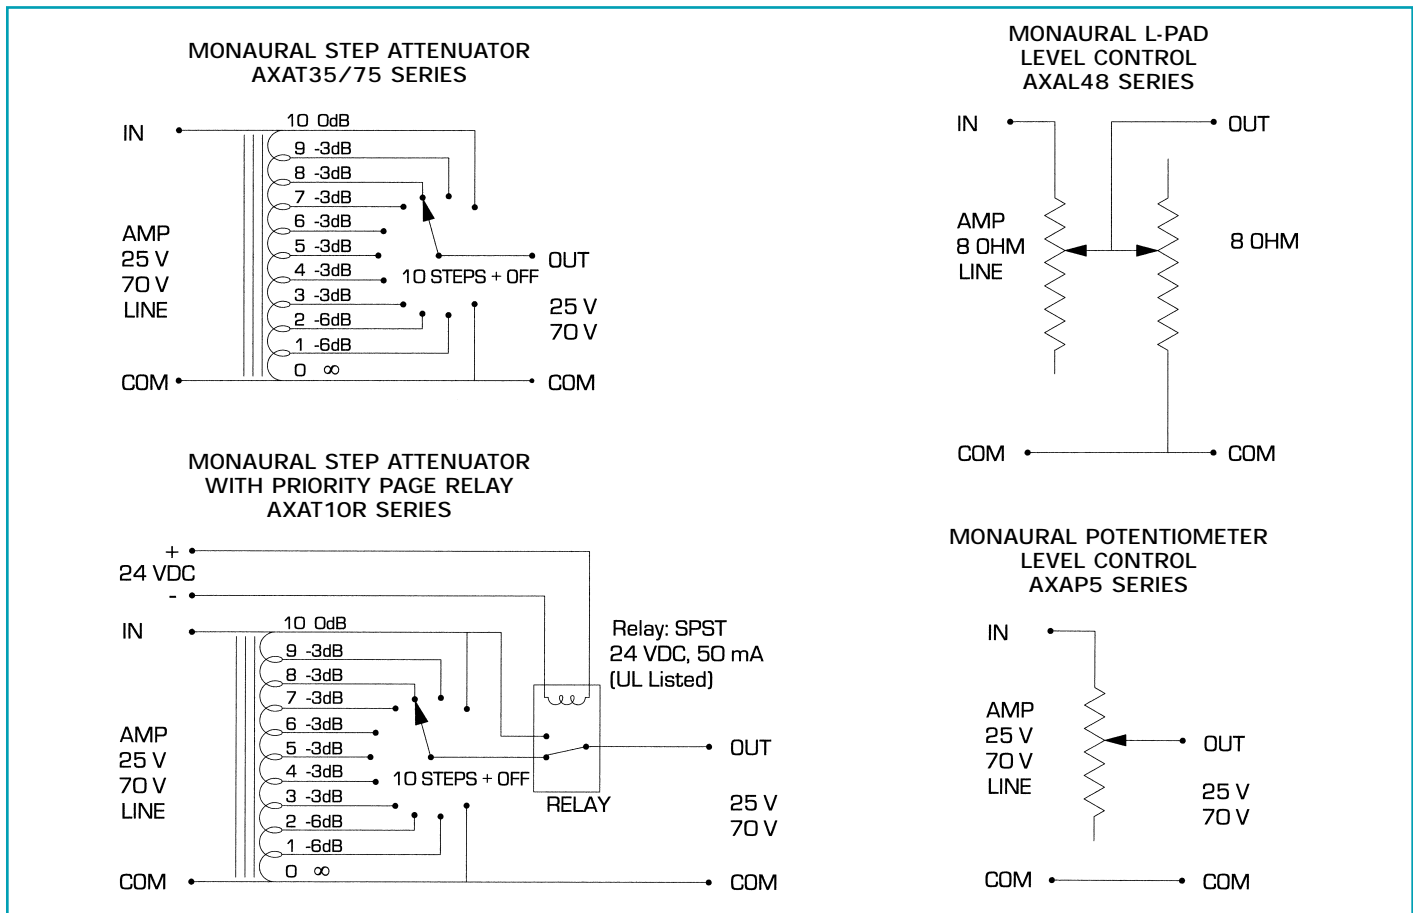 MONAURAL STEP ATTENUATOR
AXAT35/75 SERIES
IN
10 0dB
9 -3dB
8 -3dB
7 -3dB
6 -3dB
5 -3dB
4 -3dB
3 -3dB
2 -6dB
1 -6dB
0 ∞
AMP
25 V
70 V
LINE
10 STEPS + OFF
OUT
25 V
70 V
COM
COM
MONAURAL L-PAD
LEVEL CONTROL
AXAL48 SERIES
IN
OUT
AMP
8 OHM
LINE
8 OHM
COM
COM
MONAURAL STEP ATTENUATOR
WITH PRIORITY PAGE RELAY
AXAT10R SERIES
+
24 VDC
-
IN
10 0dB
9 -3dB
8 -3dB
7 -3dB
6 -3dB
5 -3dB
4 -3dB
3 -3dB
2 -6dB
1 -6dB
0 ∞
AMP
25 V
70 V
LINE
10 STEPS + OFF
Relay: SPST
24 VDC, 50 mA
(UL Listed)
RELAY
OUT
25 V
70 V
COM
COM
MONAURAL POTENTIOMETER
LEVEL CONTROL
AXAP5 SERIES
IN
AMP
25 V
70 V
LINE
OUT
25 V
70 V
COM
COM